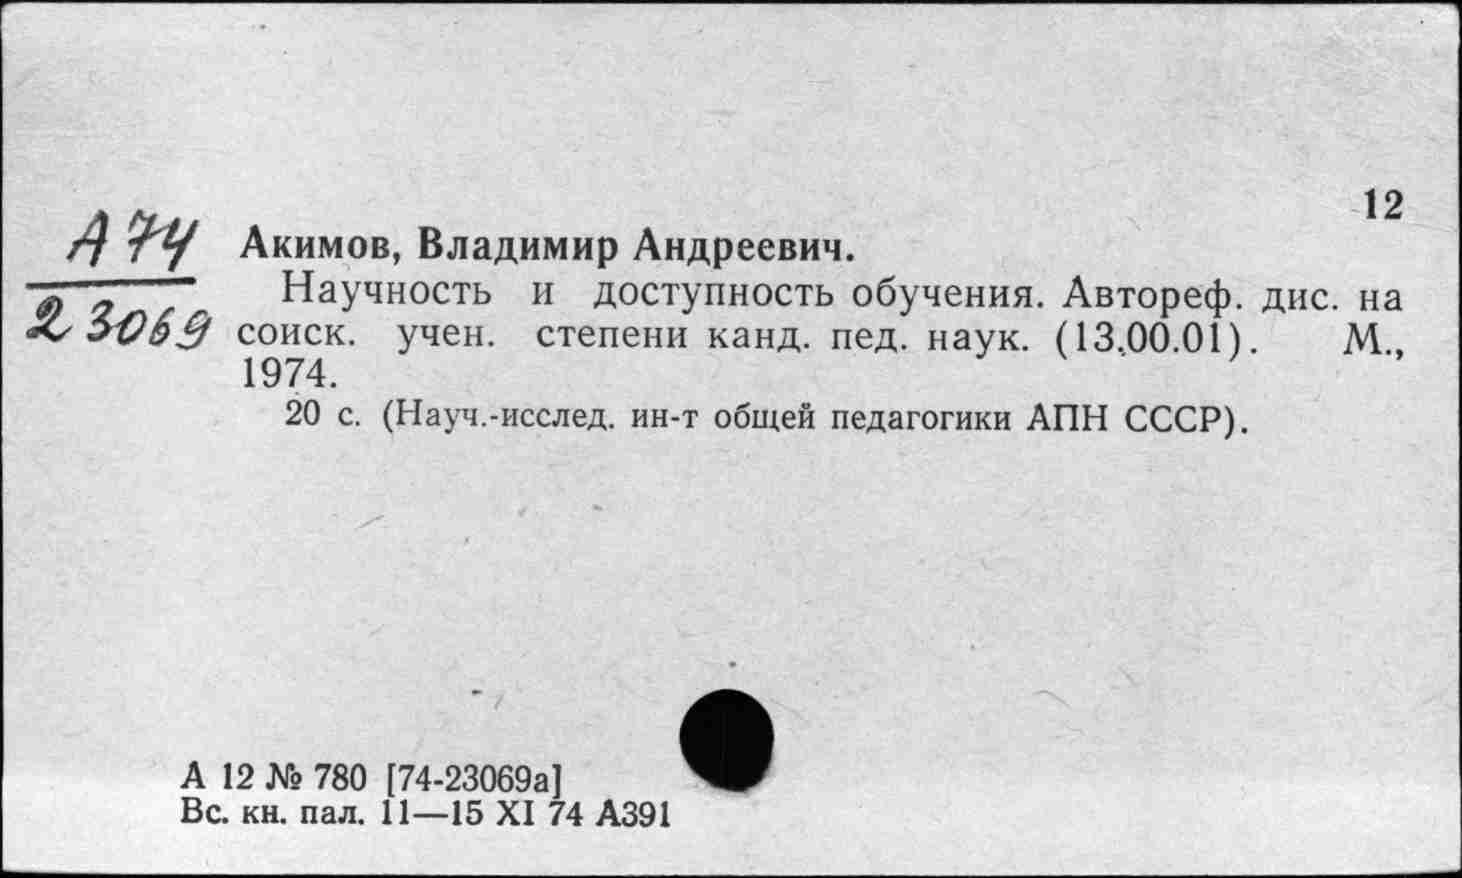 12
А 74
23069
Акимов, Владимир Андреевич.
Научность и доступность обучения. Автореф. дис. на
соиск. учен. степени канд. пед. наук. (13.00.01). М.,
1974.
20 с. (Науч.-исслед. ин-т общей педагогики АПН СССР).
А 12 № 780 [74-23069а]
Вс. кн. пал. 11—15 XI 74 А391